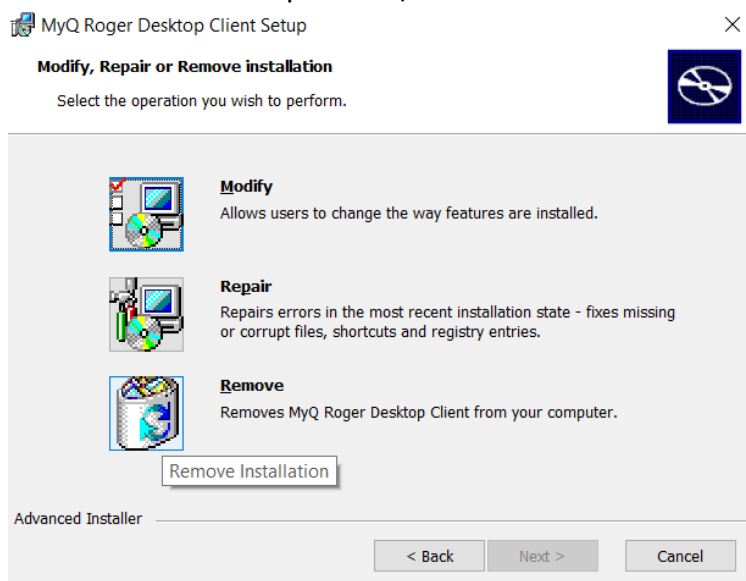 MyQ Roger Desktop Client Setup
Modify, Repair or Remove installation
Select the operation you wish to perform.
Modify
Allows users to change the way features are installed.
Repair
Repairs errors in the most recent installation state - fixes missing
or corrupt files, shortcuts and registry entries.
Remove
Removes MyQ Roger Desktop Client from your computer.
Remove Installation
Advanced Installer
< Back
Next >
Cancel